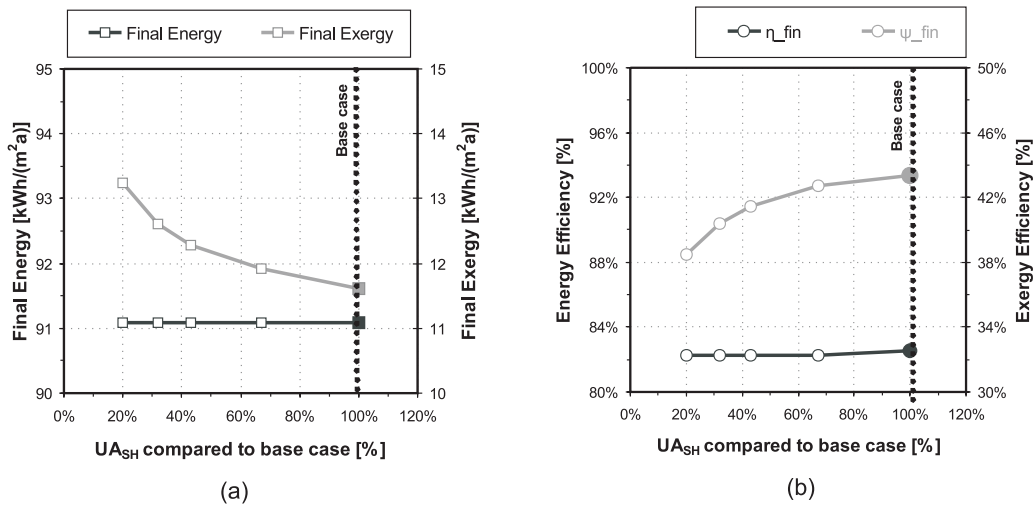 Final Energy Final Exergy
95
94
93
92
91
90
15
14
13
12
11
10
Final Energy [kWh/(m²a)]
Final Exergy [kWh/(m²a)]
Base case
0% 20% 40% 60% 80% 100% 120%
UA_SH compared to base case [%]
(a)
η_fin ψ_fin
100%
96%
92%
88%
84%
80%
50%
46%
42%
38%
34%
30%
Energy Efficiency [%]
Exergy Efficiency [%]
Base case
0% 20% 40% 60% 80% 100% 120%
UA_SH compared to base case [%]
(b)